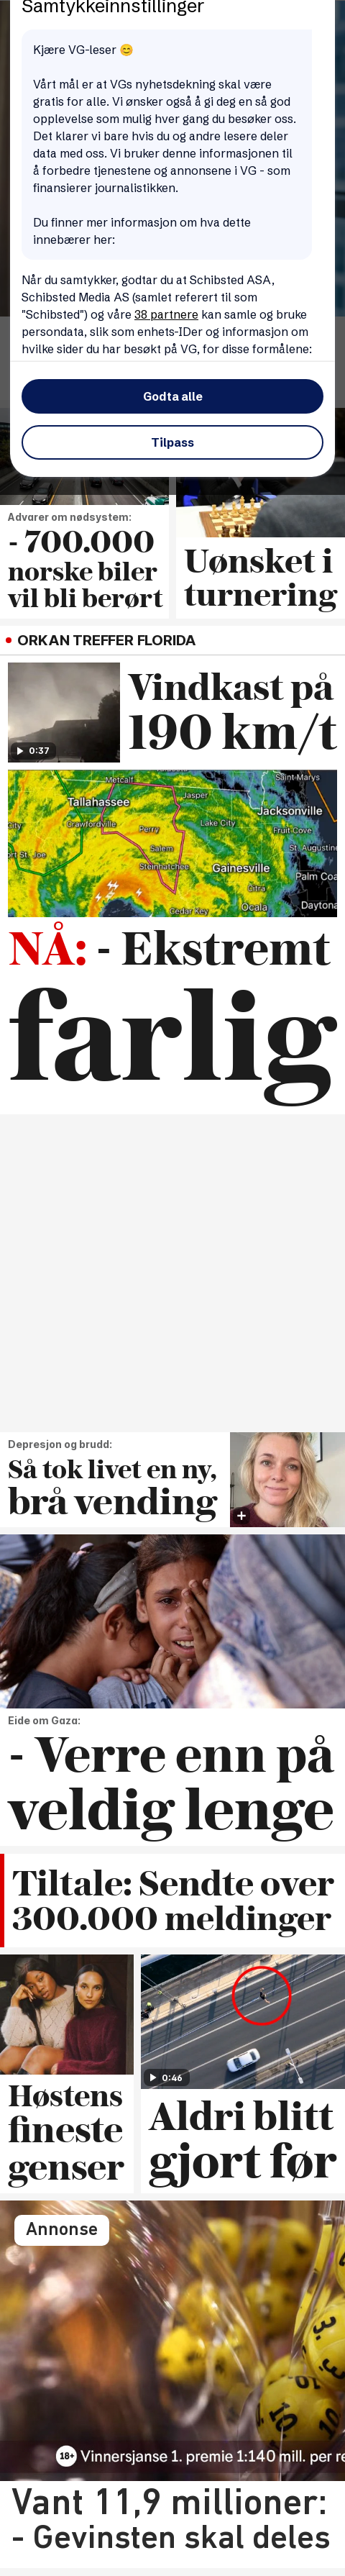 Samtykkeinnstillinger
Kjære VG-leser 😊
Vårt mål er at VGs nyhetsdekning skal være
gratis for alle. Vi ønsker også å gi deg en så god
opplevelse som mulig hver gang du besøker oss.
Det klarer vi bare hvis du og andre lesere deler
data med oss. Vi bruker denne informasjonen til
å forbedre tjenestene og annonsene i VG - som
finansierer journalistikken.
Du finner mer informasjon om hva dette
innebærer her:
Når du samtykker, godtar du at Schibsted ASA,
Schibsted Media AS (samlet referert til som
"Schibsted") og våre 38 partnere kan samle og bruke
persondata, slik som enhets-IDer og informasjon om
hvilke sider du har besøkt på VG, for disse formålene:
Godta alle
Tilpass
Advarer om nødsystem:
- 700.000
norske biler
vil bli berørt
Uønsket i
turnering
ORKAN TREFFER FLORIDA
0:37
Vindkast på
190 km/t
Metcalf
Saint-Marys
Tallahassee
Jasper
Jacksonville
City
Crawfordville
Perry
Lake City
Fruit Cove
ort St. Joe
Salem
St. Augustine
Steinhatchee
Gainesville
Palm Coa
Citra
Cedar Key
Ocala
Daytona
NÅ: - Ekstremt
farlig
Depresjon og brudd:
Så tok livet en ny,
brå vending
Eide om Gaza:
- Verre enn på
veldig lenge
Tiltale: Sendte over
300.000 meldinger
Høstens
fineste
genser
0:46
Aldri blitt
gjort før
Annonse
3.
10
10
18+ Vinnersjanse 1. premie 1:140 mill. per re
Vant 11,9 millioner:
- Gevinsten skal deles